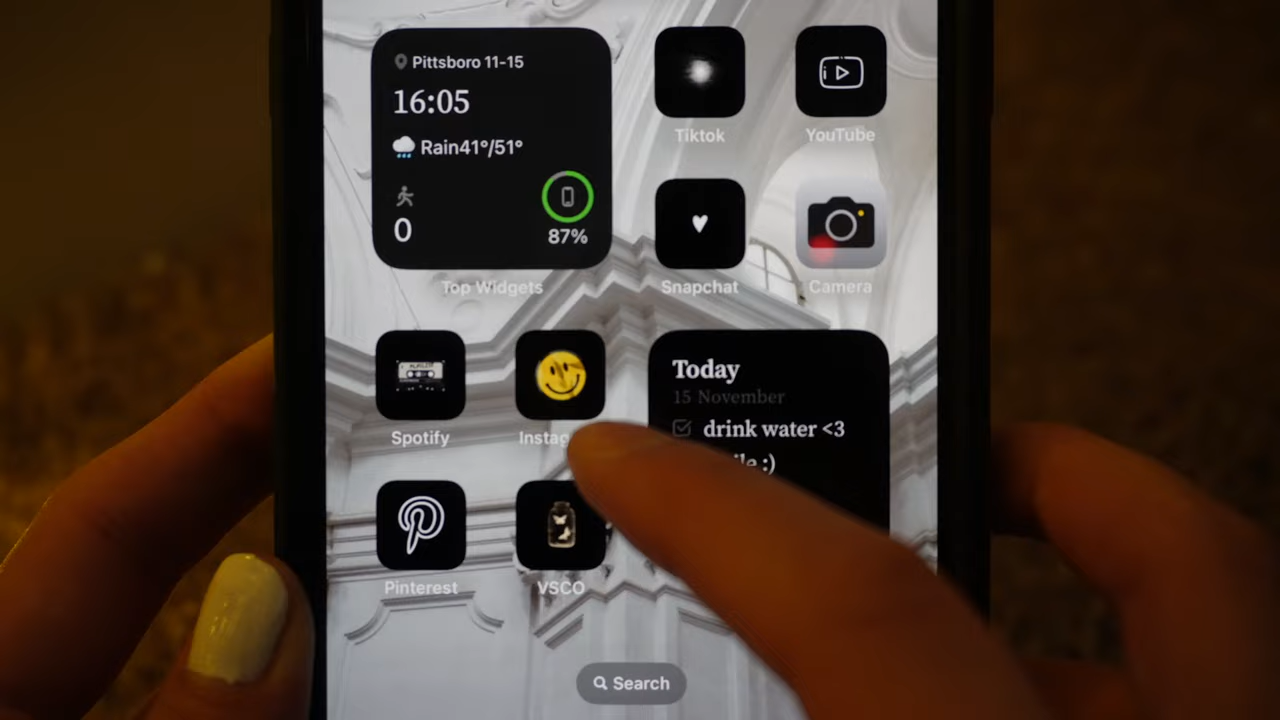 Pittsboro 11-15
16:05
Rain41°/51°
0
87%
Top Widgets
Tiktok
YouTube
Snapchat
Camera
Spotify
Today
15 November
drink water <3
:)
Pinterest
VSCO
Search